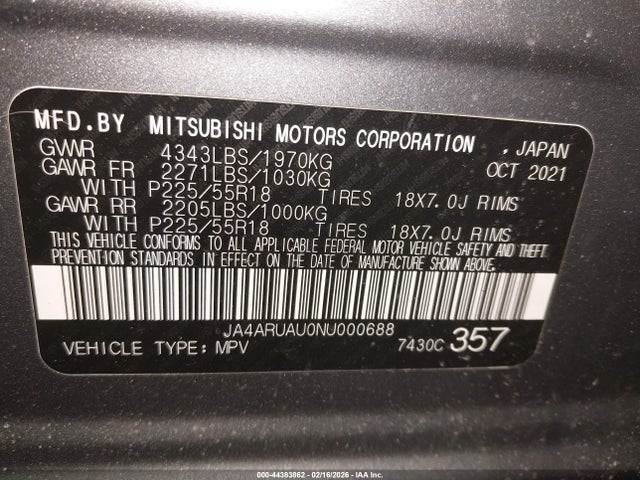 MFD.BY MITSUBISHI MOTORS CORPORATION , JAPAN
GVWR 4343LBS/1970KG OCT 2021
GAWR FR 2271LBS/1030KG
WITH P225/55R18 TIRES 18X7.0J RIMS
GAWR RR 2205LBS/1000KG
WITH P225/55R18 TIRES 18X7.0J RIMS
THIS VEHICLE CONFORMS TO ALL APPLICABLE FEDERAL MOTOR VEHICLE SAFETY AND THEFT
PREVENTION STANDARDS IN EFFECT ON THE DATE OF MANUFACTURE SHOWN ABOVE.
JA4ARUAU0NU000688
VEHICLE TYPE: MPV 7430C 357
000-44383862 - 02/16/2026 - IAA Inc.